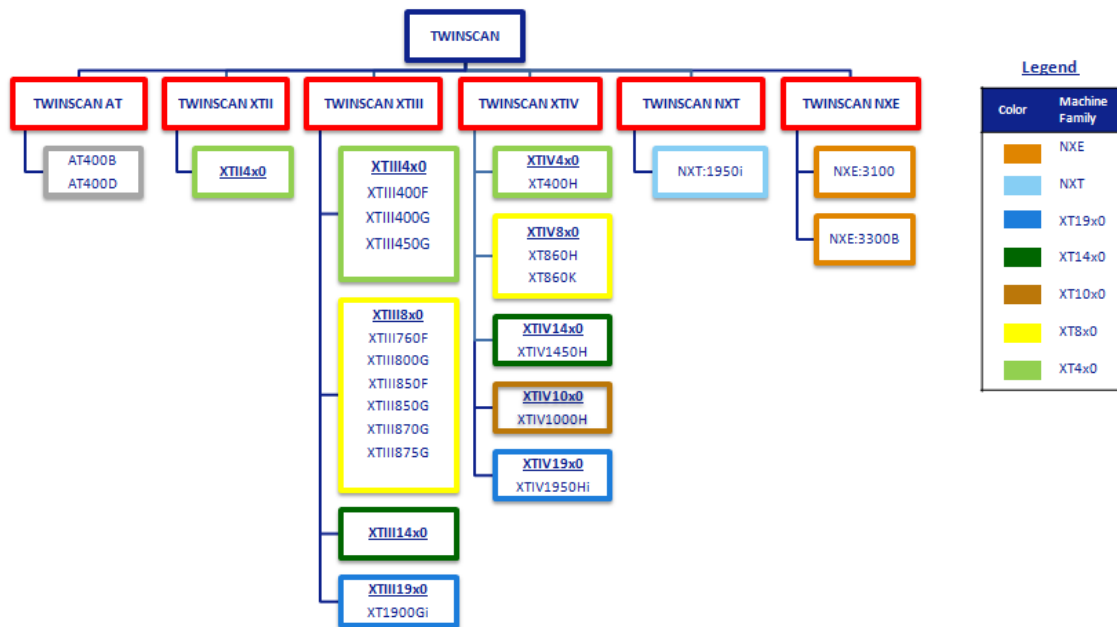 TWINSCAN
TWINSCAN AT
TWINSCAN XTII
TWINSCAN XTIII
TWINSCAN XTIV
TWINSCAN NXT
TWINSCAN NXE
AT400B
AT400D
XTII4x0
XTIII4x0
XTIII400F
XTIII400G
XTIII450G
XTIII8x0
XTIII760F
XTIII800G
XTIII850F
XTIII850G
XTIII870G
XTIII875G
XTIII14x0
XTIII19x0
XT1900Gi
XTIV4x0
XT400H
XTIV8x0
XT860H
XT860K
XTIV14x0
XTIV1450H
XTIV10x0
XTIV1000H
XTIV19x0
XTIV1950Hi
NXT:1950i
NXE:3100
NXE:3300B
Legend
Color
Machine
Family
NXE
NXT
XT19x0
XT14x0
XT10x0
XT8x0
XT4x0